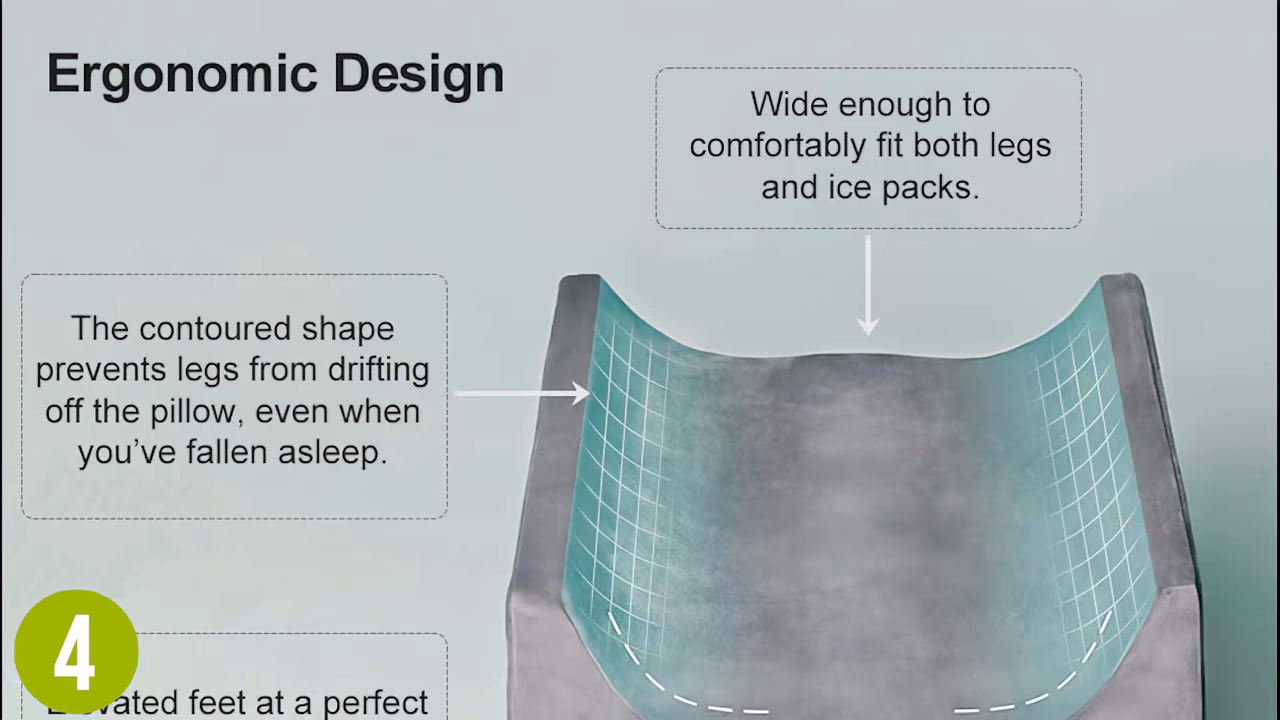 Ergonomic Design
Wide enough to
comfortably fit both legs
and ice packs.
The contoured shape
prevents legs from drifting
off the pillow, even when
you've fallen asleep.
4
Elevated feet at a perfect